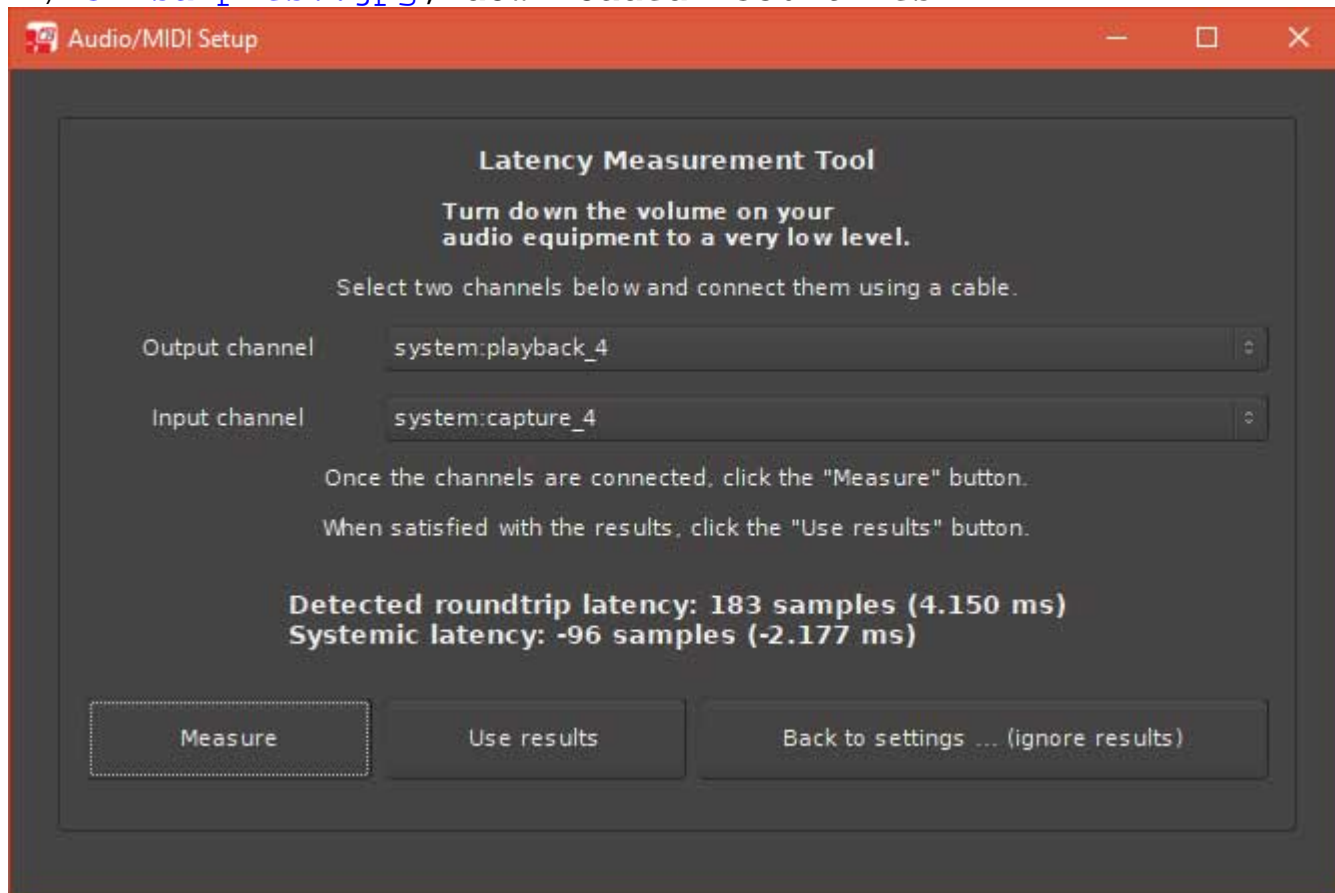 Audio/MIDI Setup
Latency Measurement Tool
Turn down the volume on your
audio equipment to a very low level.
Select two channels below and connect them using a cable.
Output channel
system:playback_4
Input channel
system:capture_4
Once the channels are connected, click the "Measure" button.
When satisfied with the results, click the "Use results" button.
Detected roundtrip latency: 183 samples (4.150 ms)
Systemic latency: -96 samples (-2.177 ms)
Measure
Use results
Back to settings ... (ignore results)